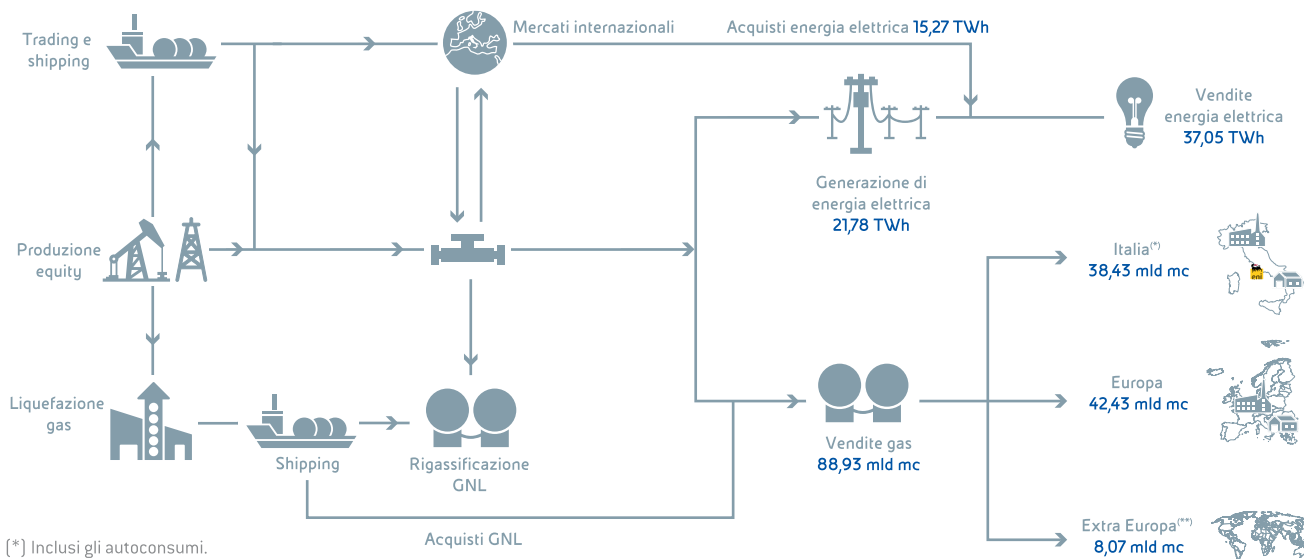 Trading e
shipping
Mercati internazionali
Acquisti energia elettrica 15,27 TWh
Vendite
energia elettrica
37,05 TWh
Generazione di
energia elettrica
21,78 TWh
Produzione
equity
Italia(*)
38,43 mld mc
eni
Liquefazione
gas
Shipping
Rigassificazione
GNL
Vendite gas
88,93 mld mc
Europa
42,43 mld mc
Acquisti GNL
Extra Europa(**)
8,07 mld mc
(*) Inclusi gli autoconsumi.